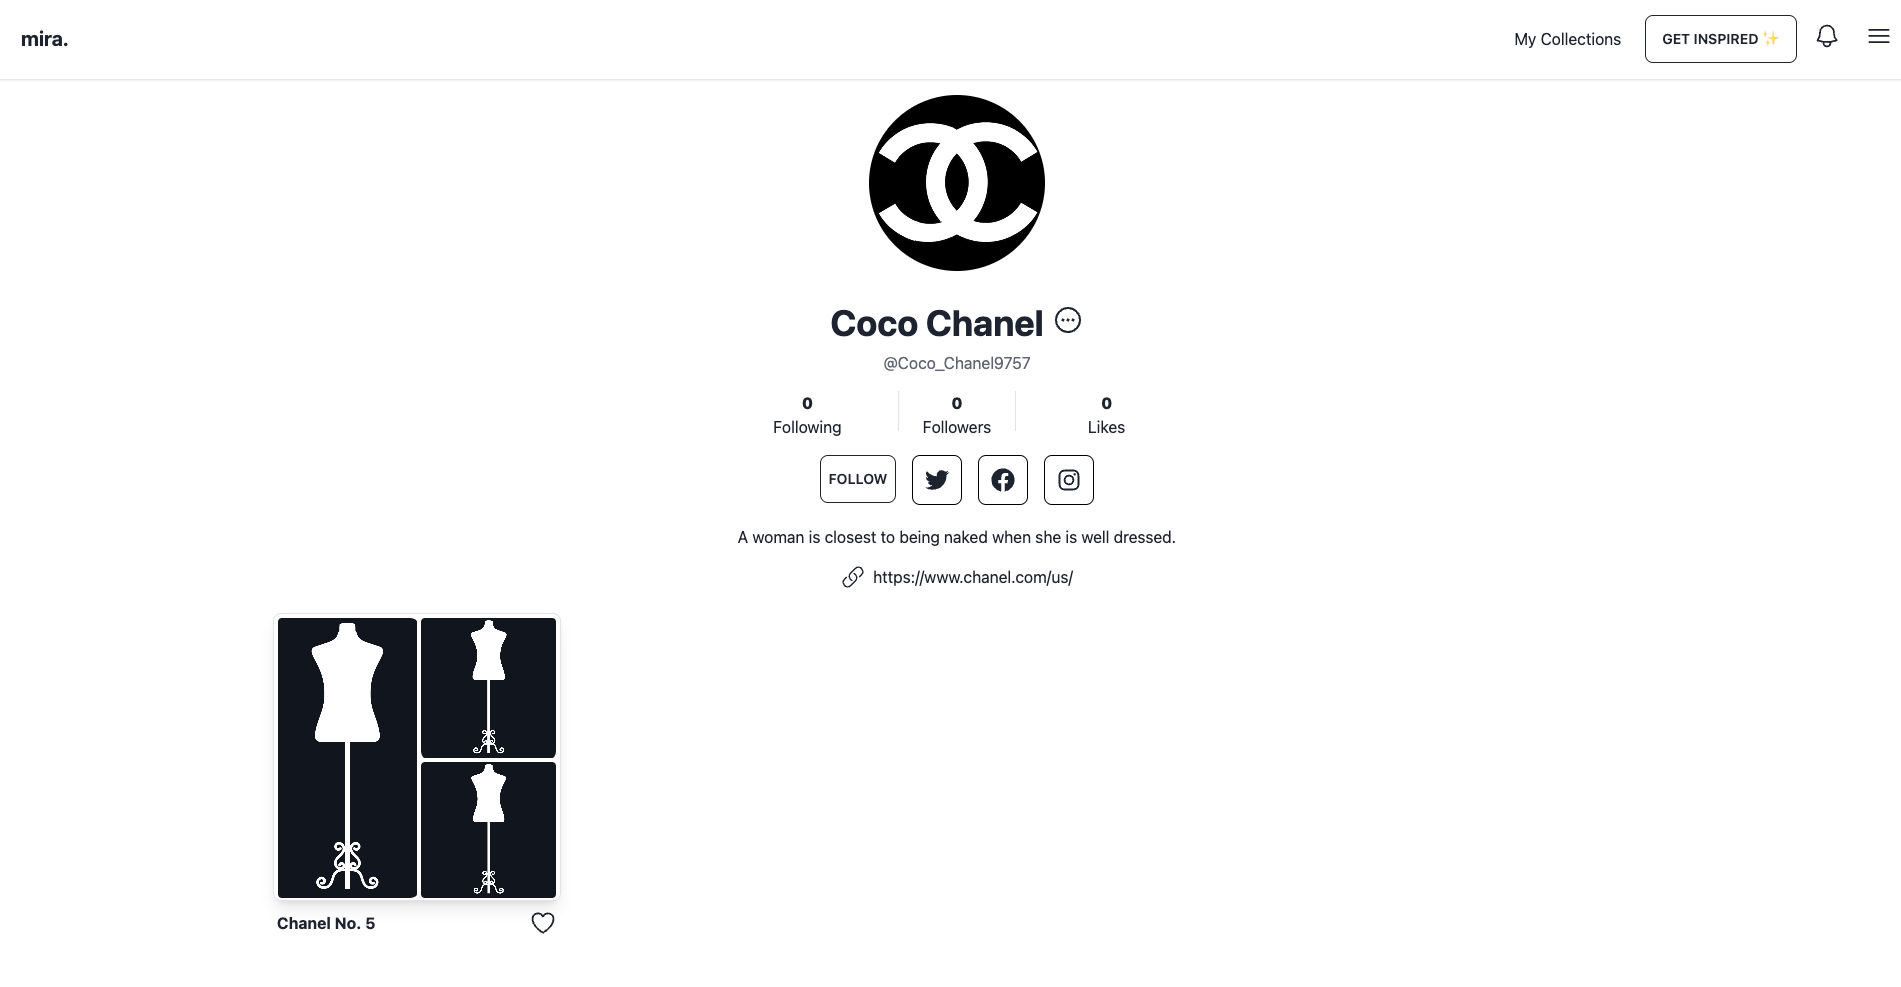 mira.
My Collections
GET INSPIRED ✨
Coco Chanel
@Coco_Chanel9757
0 0 0
Following Followers Likes
FOLLOW
A woman is closest to being naked when she is well dressed.
https://www.chanel.com/us/
Chanel No. 5